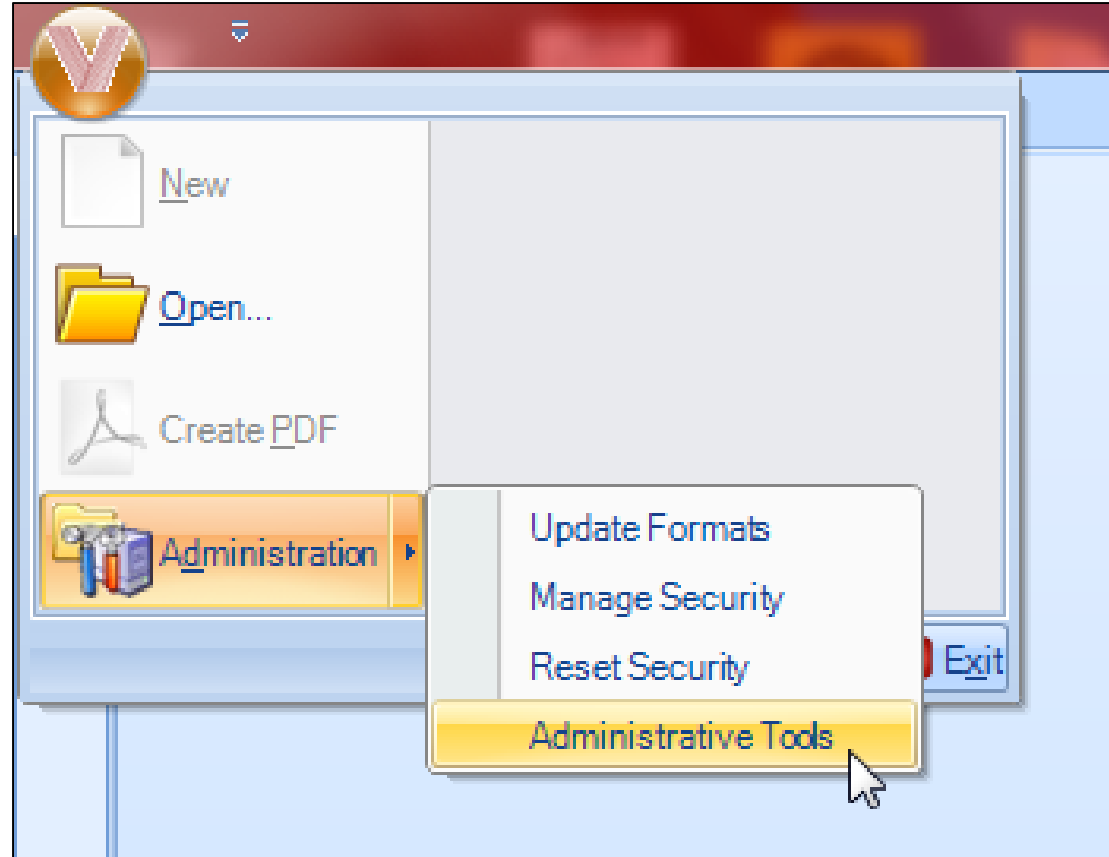 New
Open...
Create PDF
Administration
Update Formats
Manage Security
Reset Security
Administrative Tools
Exit